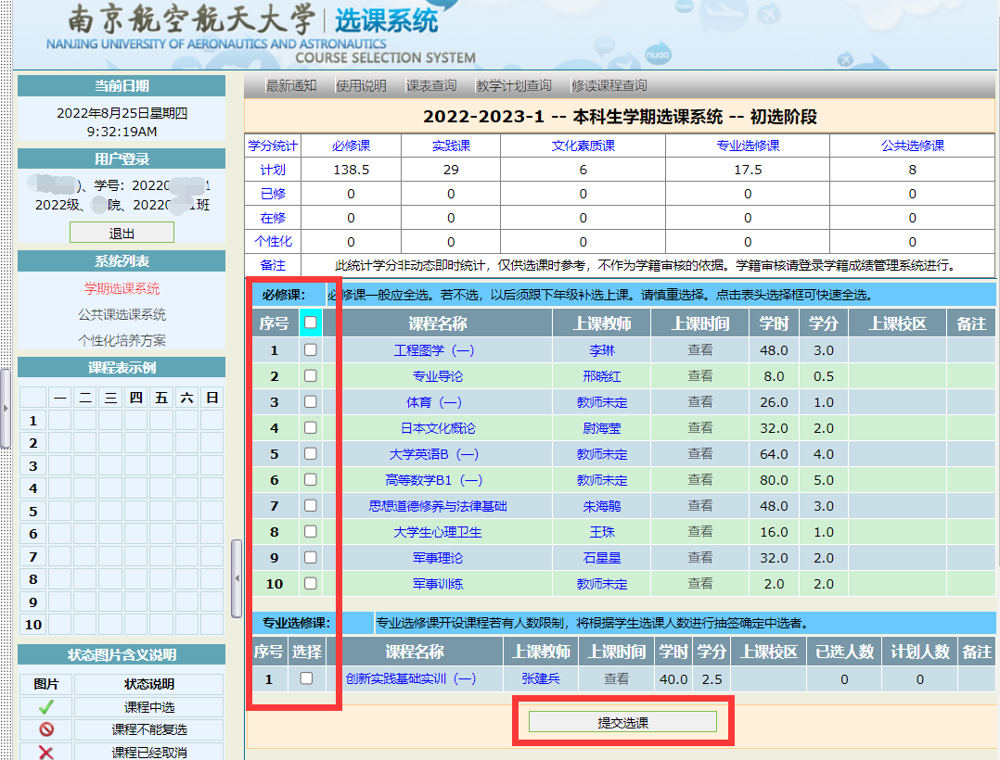 南京航空航天大学 选课系统
NANJING UNIVERSITY OF AERONAUTICS AND ASTRONAUTICS
COURSE SELECTION SYSTEM
nuaa
当前日期
2022年8月25日星期四
9:32:19AM
用户登录
)、学号：20220 1
2022级、 院、20220 1班
退出
系统列表
学期选课系统
公共课选课系统
个性化培养方案
课程表示例
一 二 三 四 五 六 日
1
2
3
4
5
6
7
8
9
10
状态图片含义说明
图片 状态说明
课程中选
课程不能复选
课程已经取消
最新通知 使用说明 课表查询 教学计划查询 修读课程查询
2022-2023-1 -- 本科生学期选课系统 -- 初选阶段
学分统计 必修课 实践课 文化素质课 专业选修课 公共选修课
计划 138.5 29 6 17.5 8
已修 0 0 0 0 0
在修 0 0 0 0 0
个性化 0 0 0 0 0
备注 此统计学分非动态即时统计，仅供选课时参考，不作为学籍审核的依据。学籍审核请登录学籍成绩管理系统进行。
必修课： 必修课一般应全选。若不选，以后须跟下年级补选上课。请慎重选择。点击表头选择框可快速全选。
序号 课程名称 上课教师 上课时间 学时 学分 上课校区 备注
1 工程图学（一） 李琳 查看 48.0 3.0
2 专业导论 邢晓红 查看 8.0 0.5
3 体育（一） 教师未定 查看 26.0 1.0
4 日本文化概论 尉海莹 查看 32.0 2.0
5 大学英语B（一） 教师未定 查看 64.0 4.0
6 高等数学B1（一） 教师未定 查看 80.0 5.0
7 思想道德修养与法律基础 朱海鹃 查看 48.0 3.0
8 大学生心理卫生 王珠 查看 16.0 1.0
9 军事理论 石星星 查看 32.0 2.0
10 军事训练 教师未定 查看 2.0 2.0
专业选修课： 专业选修课开设课程若有人数限制，将根据学生选课人数进行抽签确定中选者。
序号 选择 课程名称 上课教师 上课时间 学时 学分 上课校区 已选人数 计划人数 备注
1 创新实践基础实训（一） 张建兵 查看 40.0 2.5 0 0
提交选课